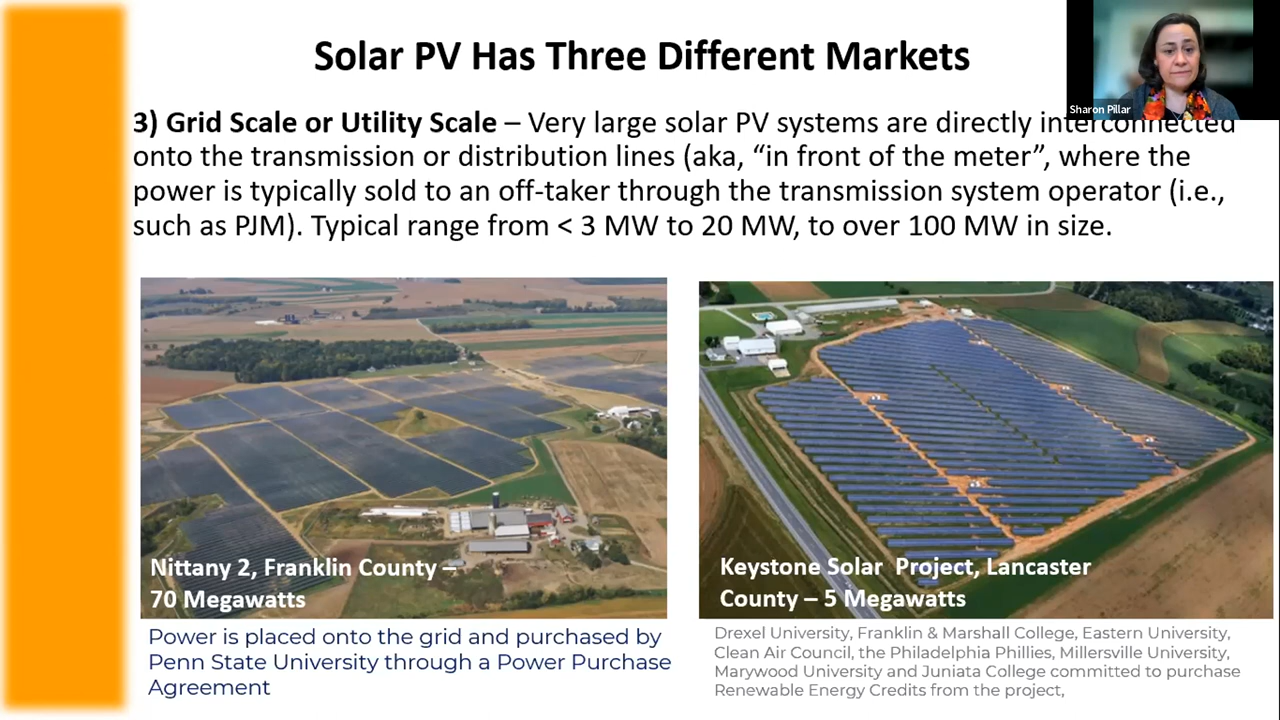 Solar PV Has Three Different Markets
Sharon Pillar
3) Grid Scale or Utility Scale – Very large solar PV systems are directly interconnected
onto the transmission or distribution lines (aka, “in front of the meter”, where the
power is typically sold to an off-taker through the transmission system operator (i.e.,
such as PJM). Typical range from < 3 MW to 20 MW, to over 100 MW in size.
Nittany 2, Franklin County –
70 Megawatts
Keystone Solar Project, Lancaster
County – 5 Megawatts
Power is placed onto the grid and purchased by
Penn State University through a Power Purchase
Agreement
Drexel University, Franklin & Marshall College, Eastern University,
Clean Air Council, the Philadelphia Phillies, Millersville University,
Marywood University and Juniata College committed to purchase
Renewable Energy Credits from the project,